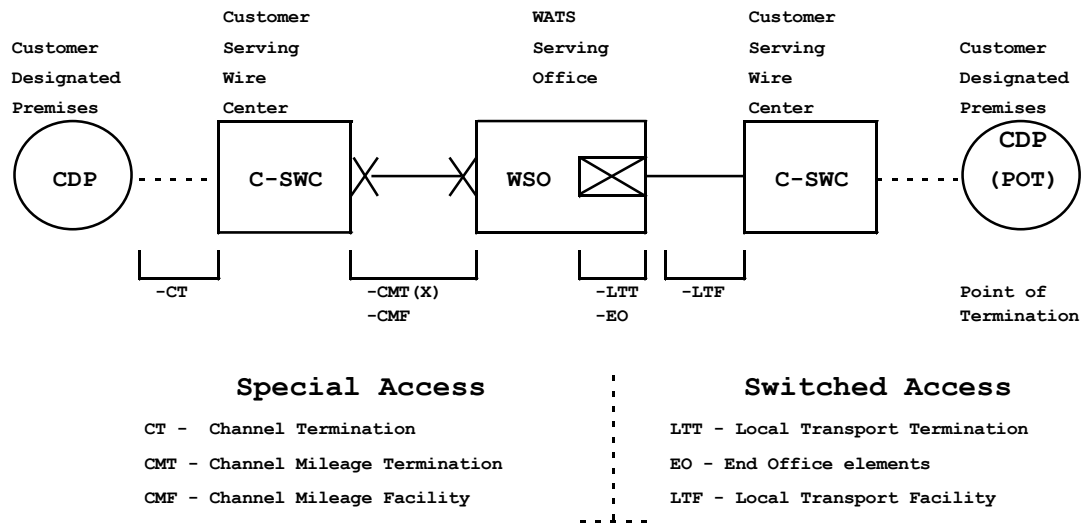 Customer WATS Customer
Customer Serving Serving Serving Customer
Designated Wire Office Wire Designated
Premises Center Center Premises
CDP
CDP C-SWC WSO C-SWC (POT)
-CT -CMT(X) -LTT -LTF Point of
-CMF -EO Termination
Special Access Switched Access
CT - Channel Termination LTT - Local Transport Termination
CMT - Channel Mileage Termination EO - End Office elements
CMF - Channel Mileage Facility LTF - Local Transport Facility